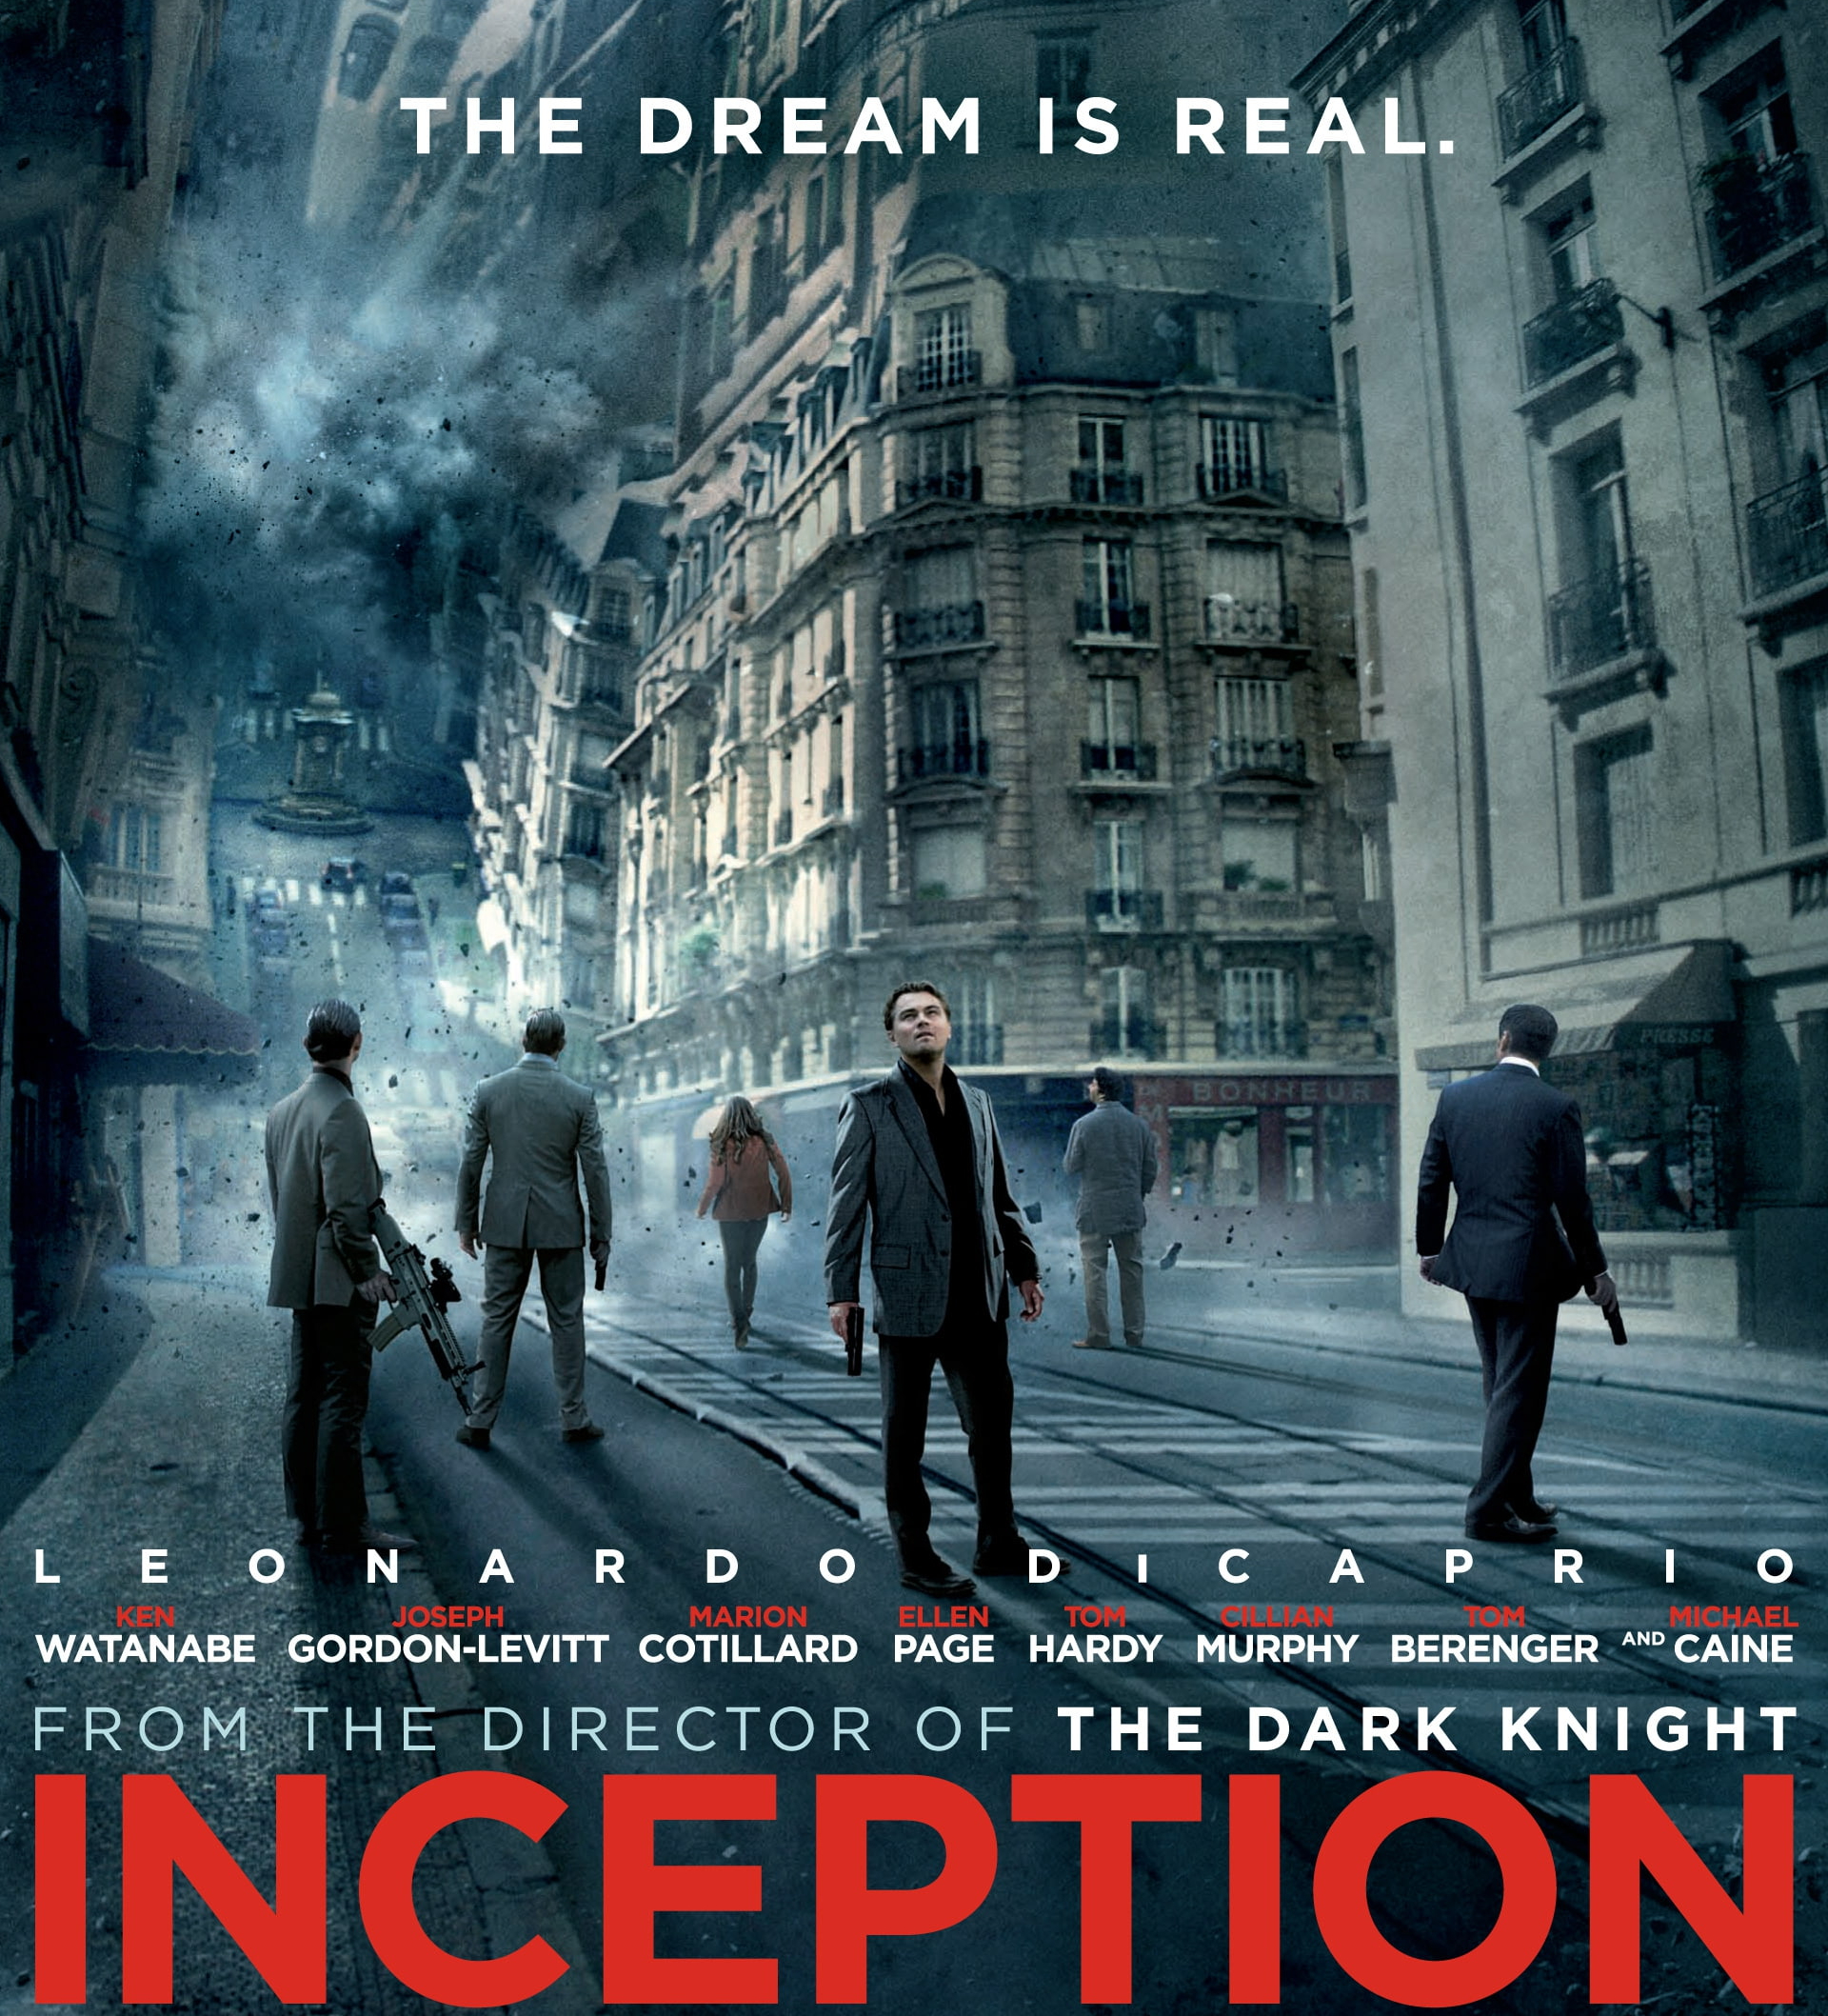 THE DREAM IS REAL.
PRESSE
BONHEUR
LEONARDO DiCAPRIO
KEN WATANABE JOSEPH GORDON-LEVITT MARION COTILLARD ELLEN PAGE TOM HARDY CILLIAN MURPHY TOM BERENGER AND MICHAEL CAINE
FROM THE DIRECTOR OF THE DARK KNIGHT
INCEPTION